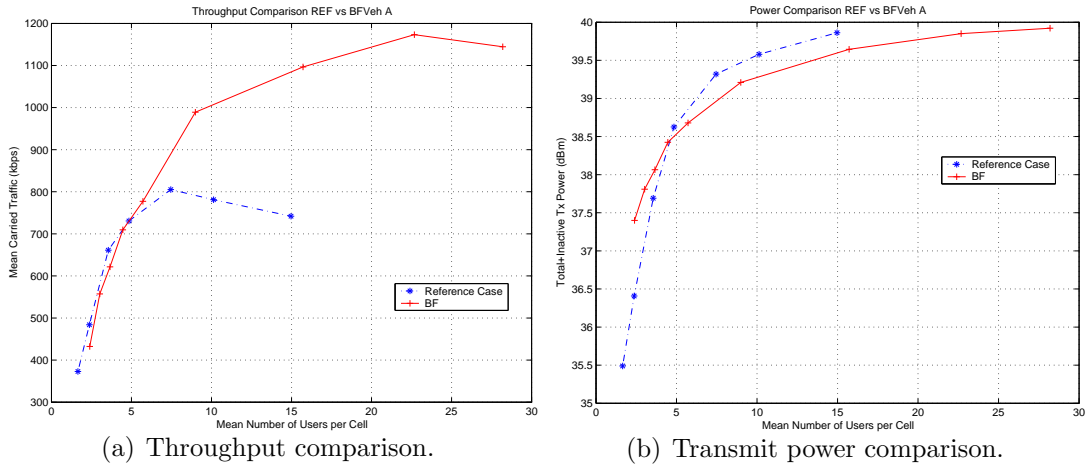 Throughput Comparison REF vs BFVeh A
1200
1100
1000
900
800
700
600
500
400
300
Mean Carried Traffic (kbps)
Reference Case
BF
0 5 10 15 20 25 30
Mean Number of Users per Cell
(a) Throughput comparison.
Power Comparison REF vs BFVeh A
40
39.5
39
38.5
38
37.5
37
36.5
36
35.5
35
Total+Inactive Tx Power (dBm)
Reference Case
BF
0 5 10 15 20 25 30
Mean Number of Users per Cell
(b) Transmit power comparison.